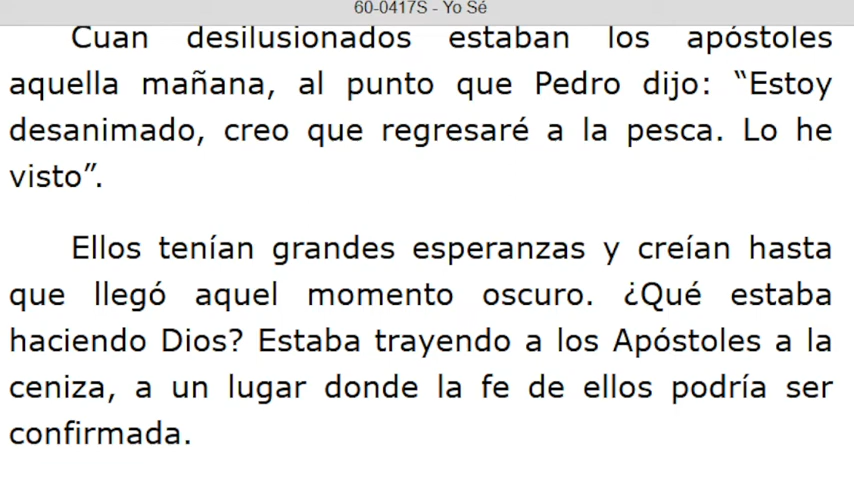 60-0417S - Yo Sé
Cuan desilusionados estaban los apóstoles
aquella mañana, al punto que Pedro dijo: “Estoy
desanimado, creo que regresaré a la pesca. Lo he
visto”.
Ellos tenían grandes esperanzas y creían hasta
que llegó aquel momento oscuro. ¿Qué estaba
haciendo Dios? Estaba trayendo a los Apóstoles a la
ceniza, a un lugar donde la fe de ellos podría ser
confirmada.